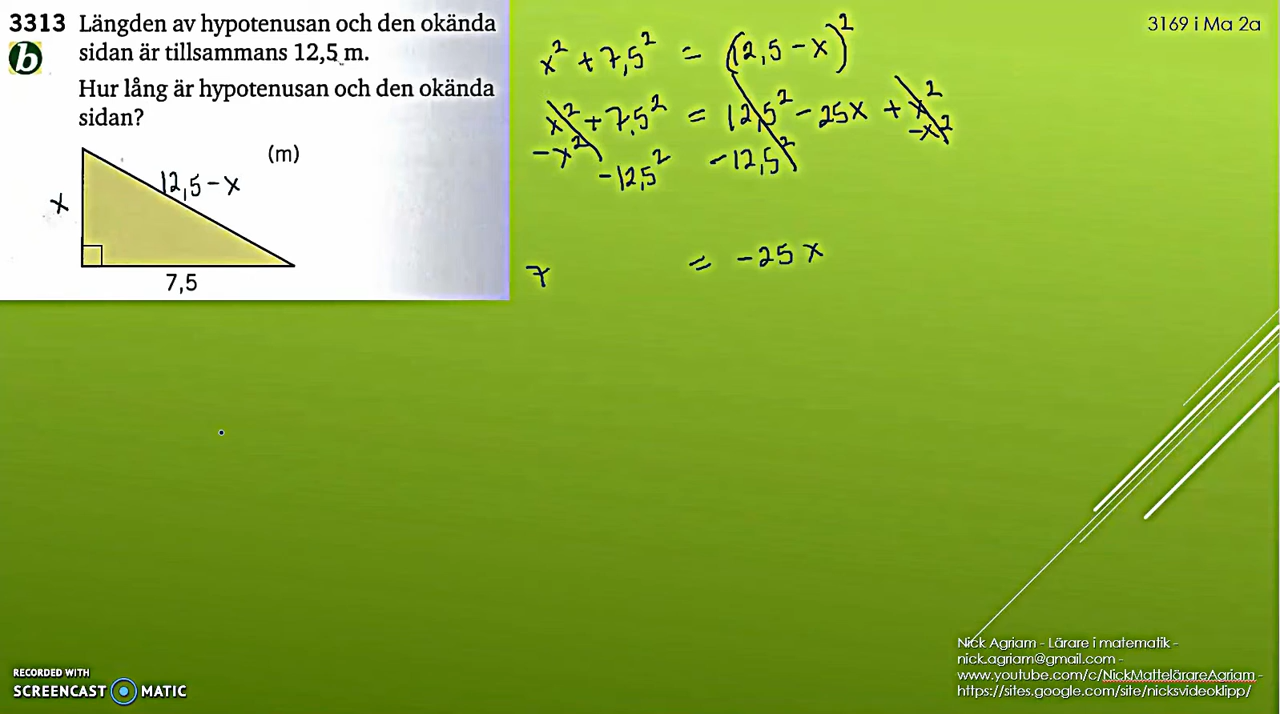 3313 Längden av hypotenusan och den okända
b sidan är tillsammans 12,5 m.
Hur lång är hypotenusan och den okända
sidan?
(m)
12,5 - x
x
7,5
x² + 7,5² = (12,5 - x)²
x² + 7,5² = 12,5² - 25x + x²
-x² -12,5² -12,5² -x²
7 = -25x
3169 i Ma 2a
Nick Agriam - Lärare i matematik -
nick.agriam@gmail.com -
www.youtube.com/c/NickMattelärareAgriam -
https://sites.google.com/site/nicksvideoklipp/
RECORDED WITH
SCREENCAST MATIC